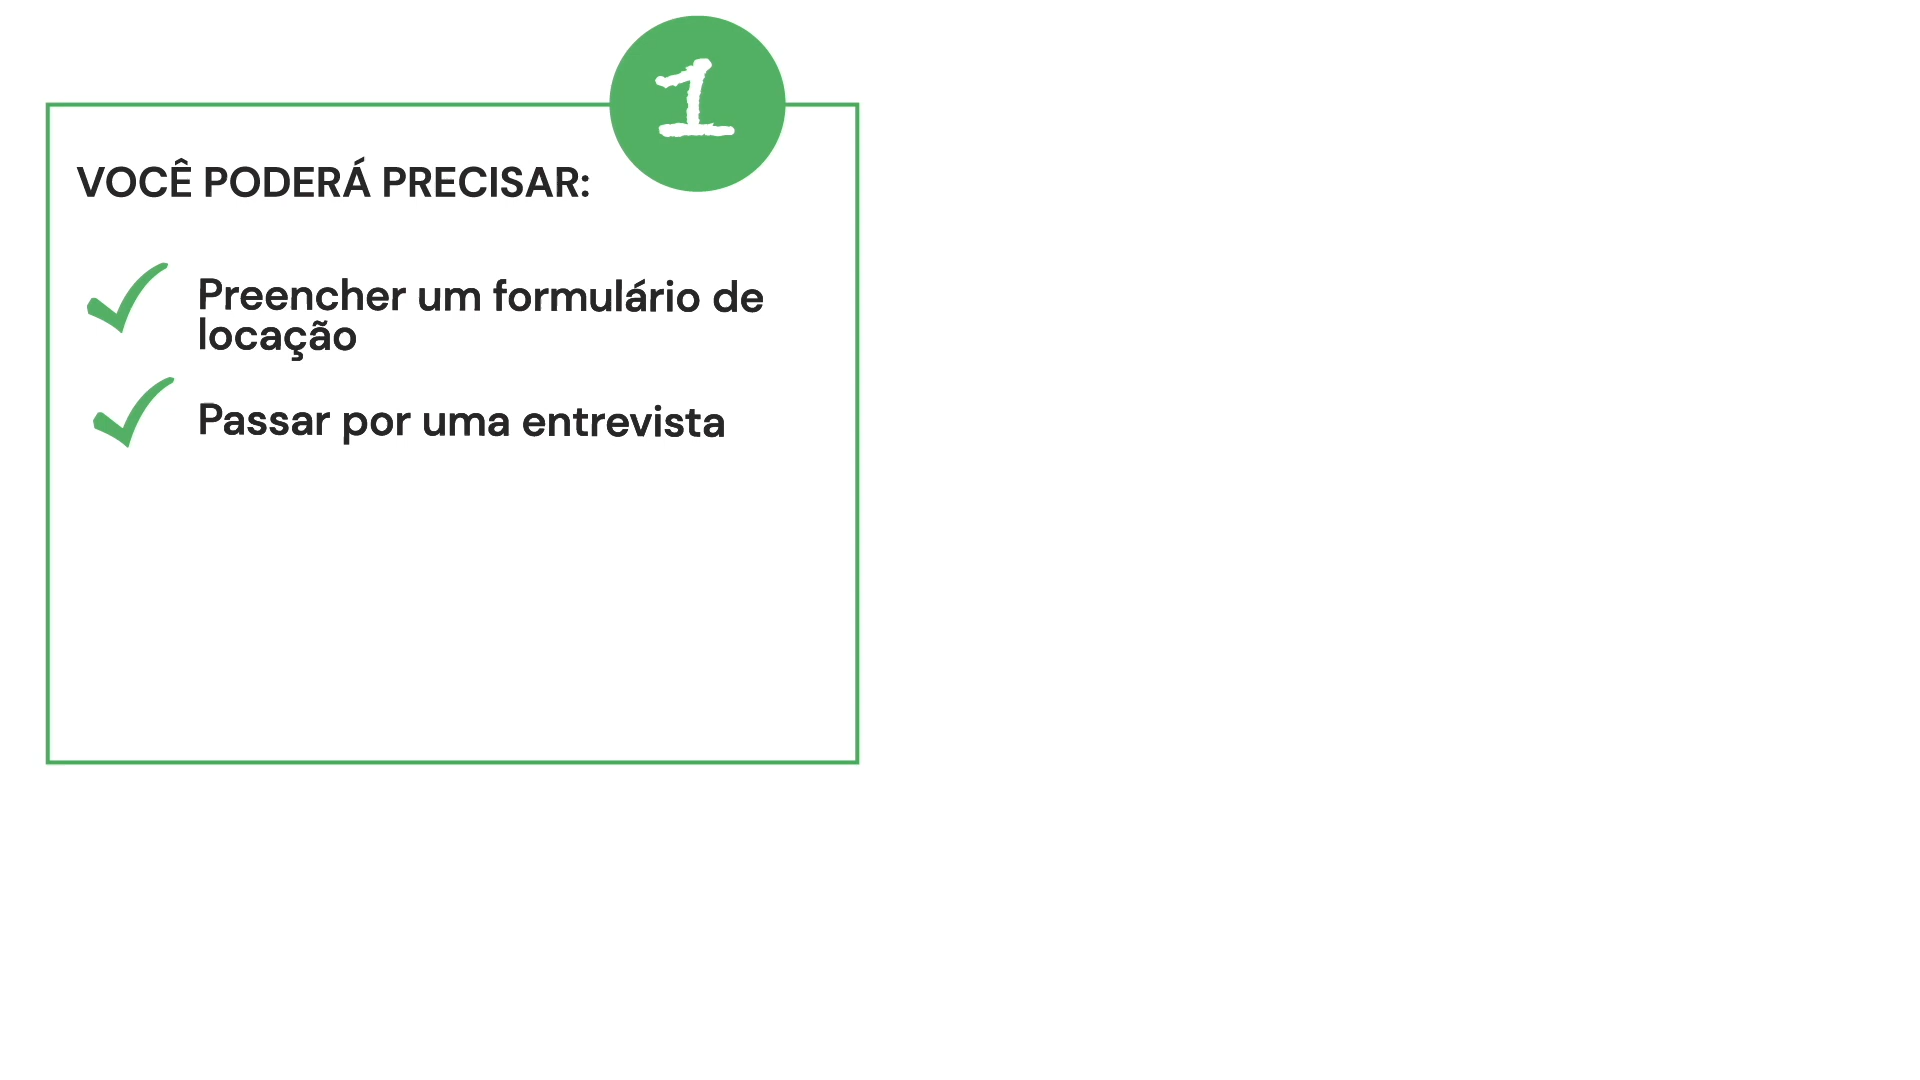 1
VOCÊ PODERÁ PRECISAR:
Preencher um formulário de
locação
Passar por uma entrevista